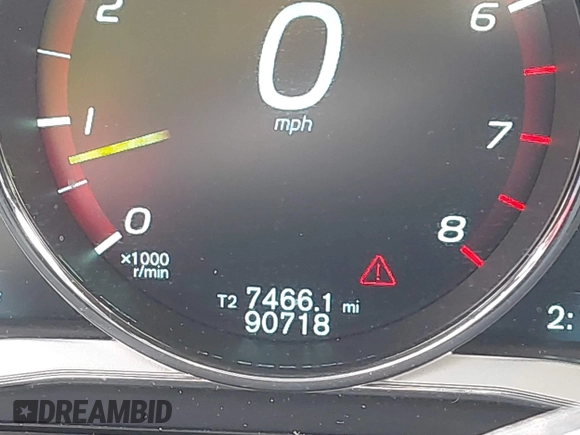 2
0
6
mph
1
7
0
8
x1000
r/min
T2 7466.1 mi
90718
2:
DREAMBID